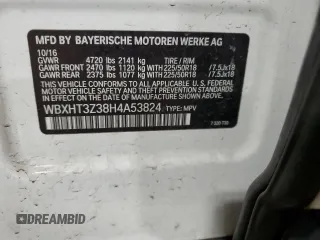 MFD BY BAYERISCHE MOTOREN WERKE AG
10/16
GVWR 4720 LB 2141 KG TIRE / RIM
GAWR FRONT 2470 LBS 1120 KG 225/50R18 /7.5Jx18
GAWR REAR 2375 LBS 1077 KG 225/50R18 /7.5Jx18
THIS VEHICLE CONFORMS TO ALL APPLICABLE FEDERAL MOTOR
VEHICLE SAFETY, BUMPER, AND THEFT PREVENTION STANDARDS IN
EFFECT ON THE DATE OF MANUFACTURE SHOWN ABOVE.
WBXHT3Z38H4A53824 TYPE: MPV
DREAMBID